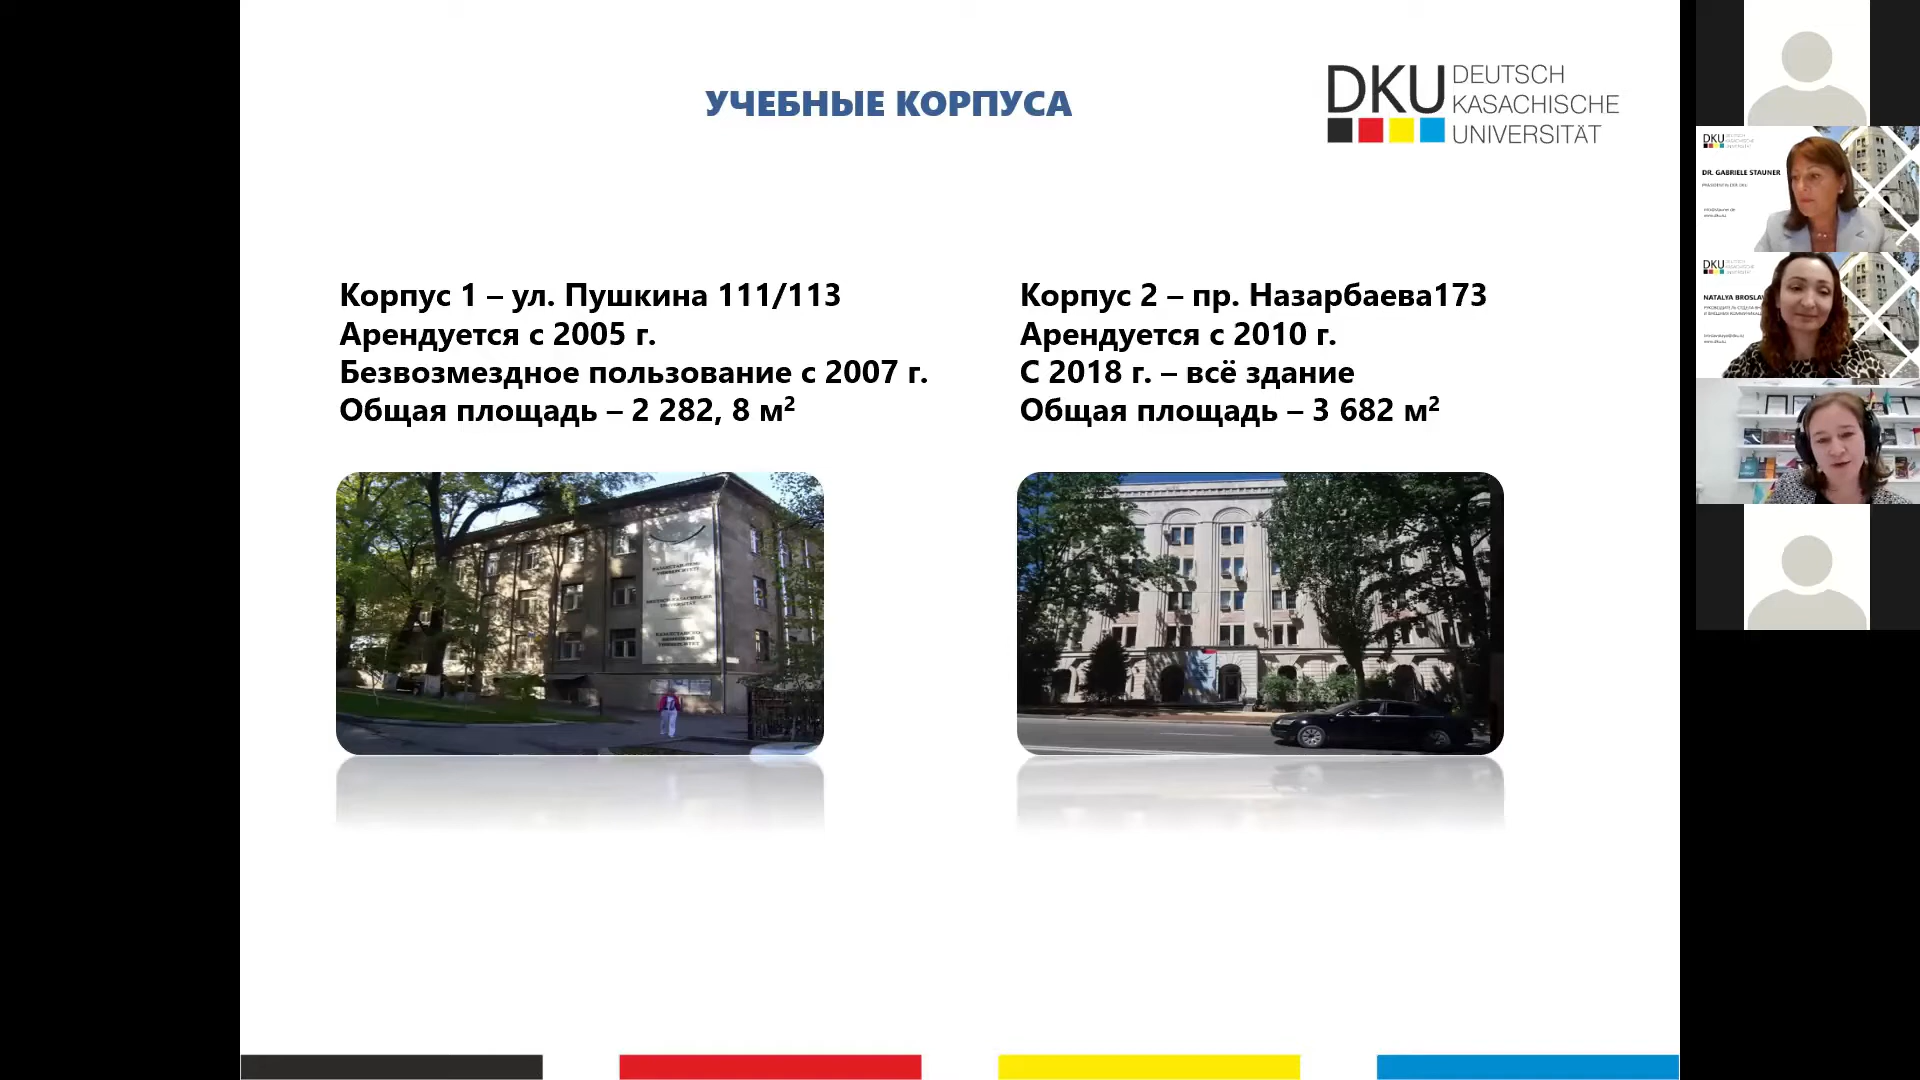 УЧЕБНЫЕ КОРПУСА
DKU
DEUTSCH
KASACHISCHE
UNIVERSITÄT
Корпус 1 – ул. Пушкина 111/113
Арендуется с 2005 г.
Безвозмездное пользование с 2007 г.
Общая площадь – 2 282, 8 м²
Корпус 2 – пр. Назарбаева173
Арендуется с 2010 г.
С 2018 г. – всё здание
Общая площадь – 3 682 м²
DKU
DR. GABRIELE STAUNER
DKU
NATALYA